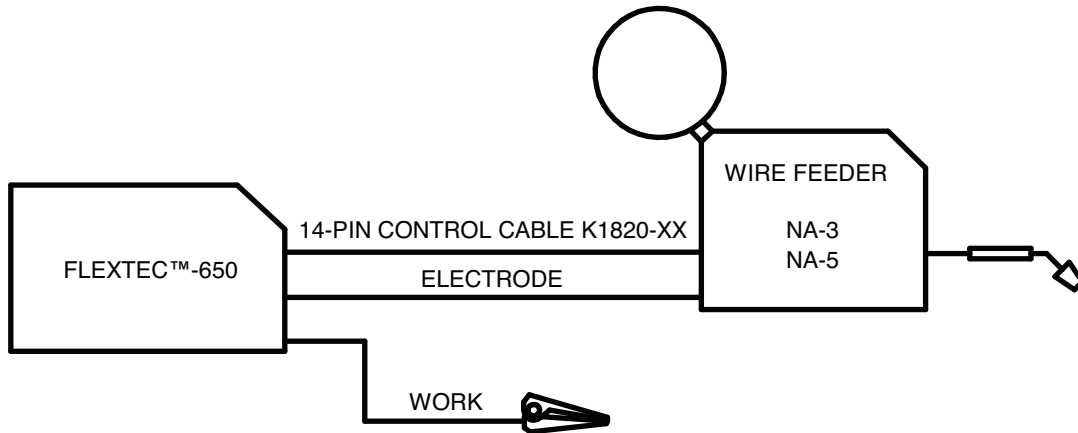 WIRE FEEDER
14-PIN CONTROL CABLE K1820-XX
NA-3
FLEXTEC™-650
NA-5
ELECTRODE
WORK